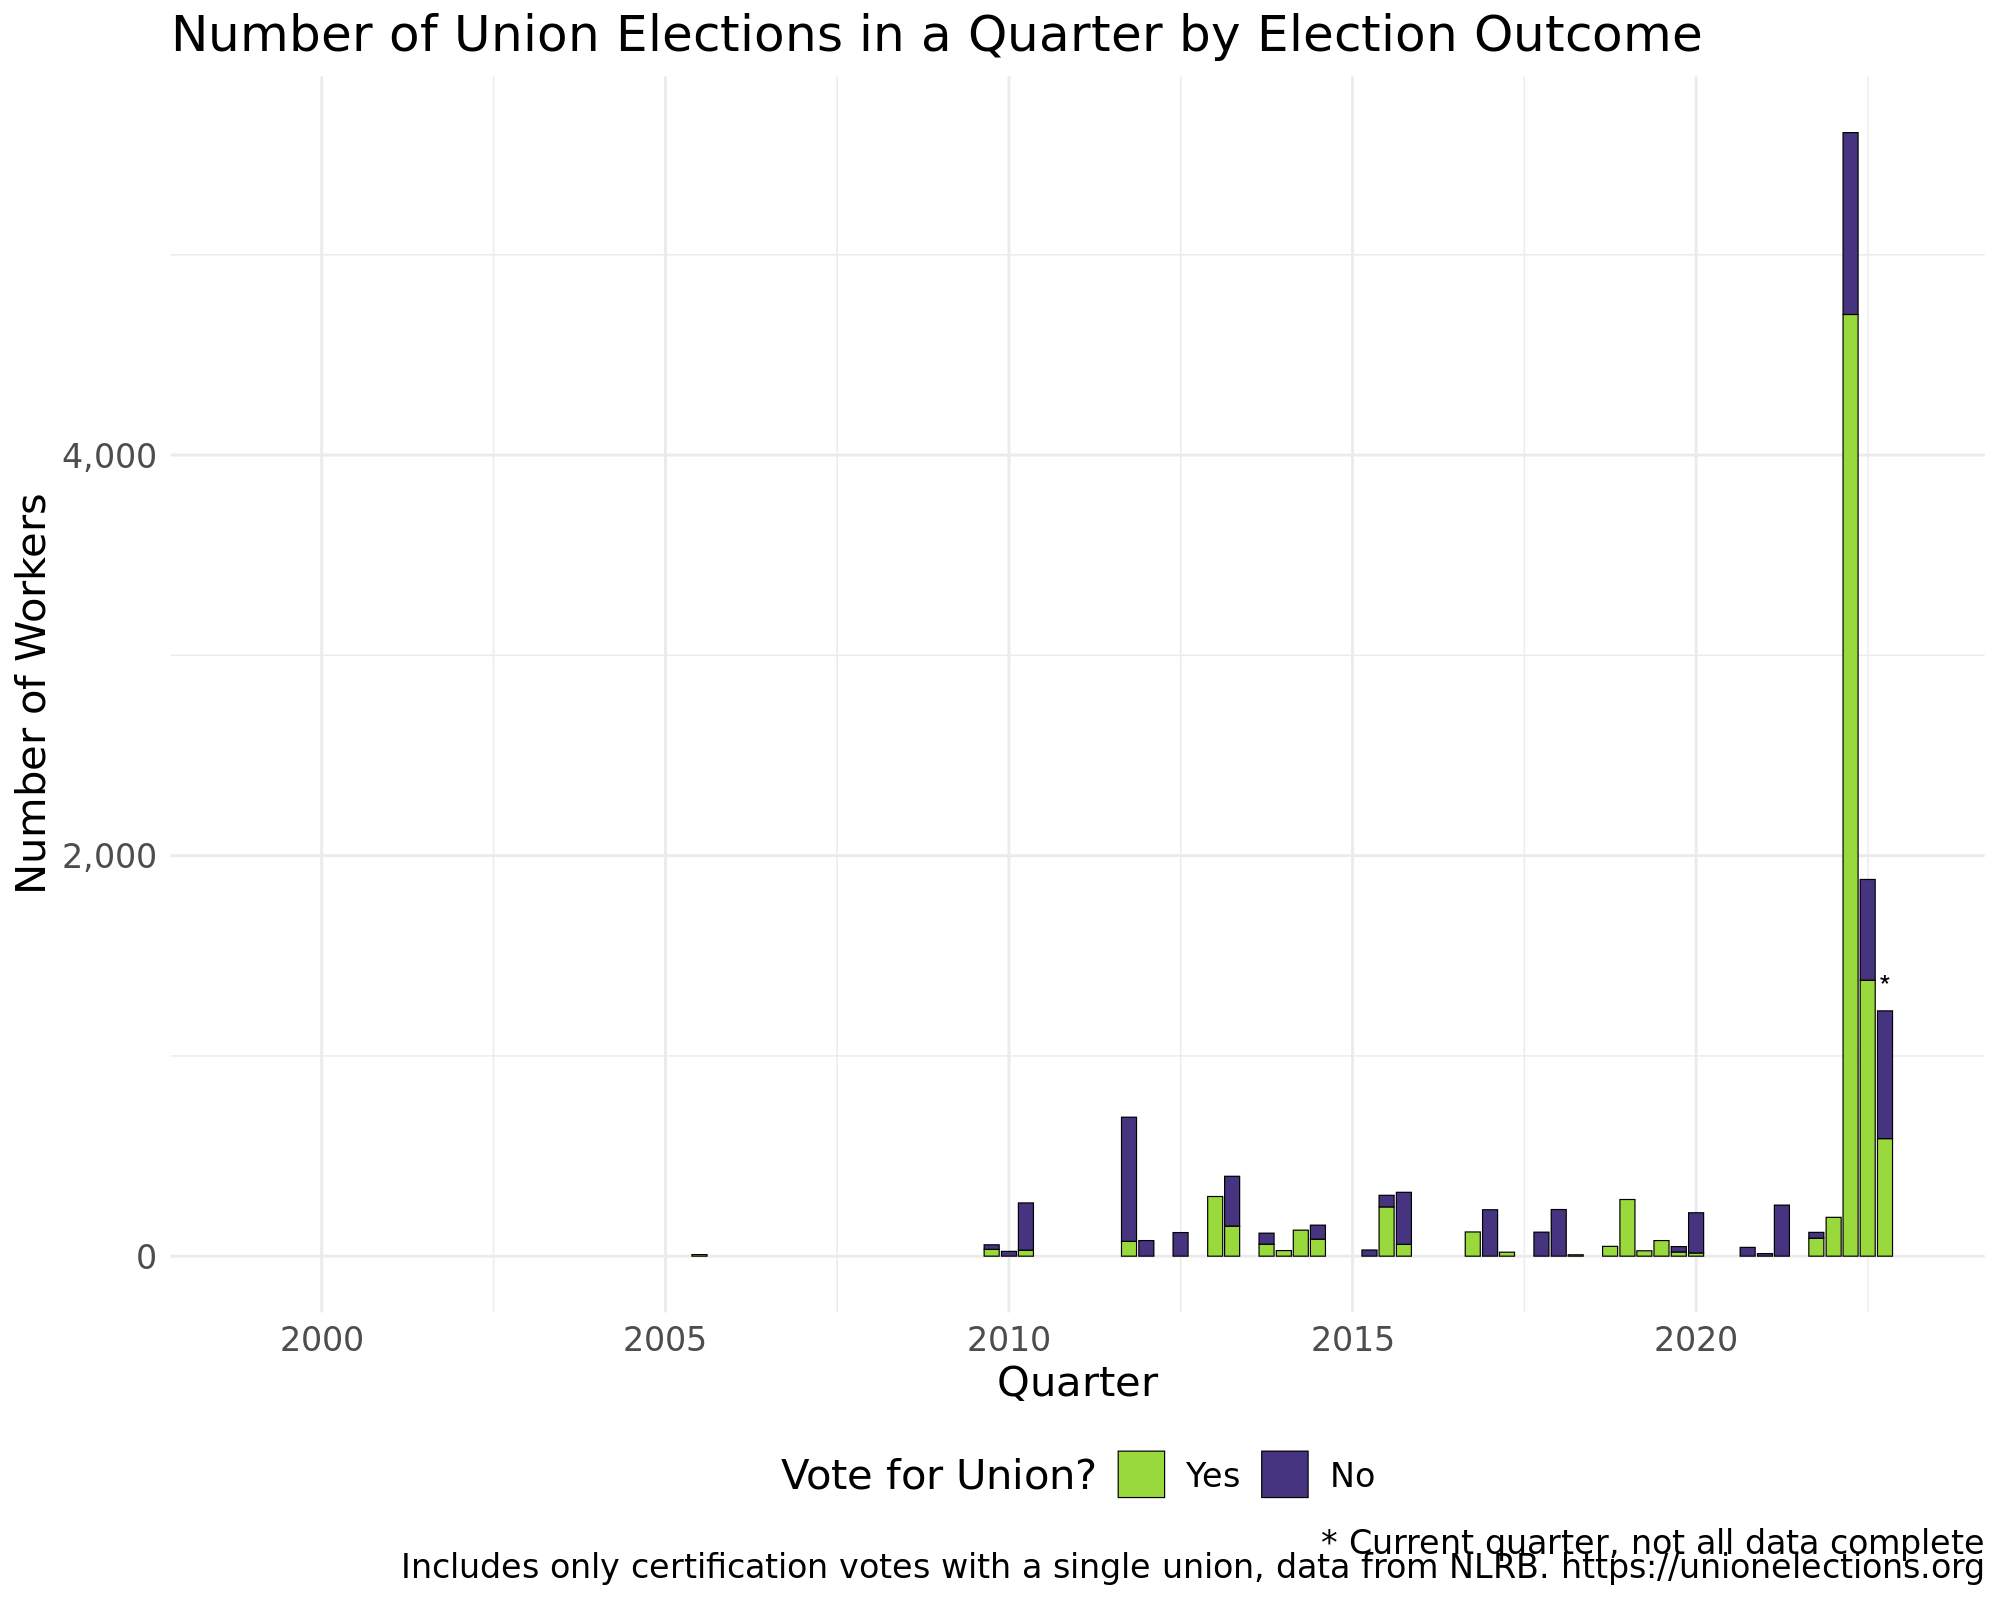 Number of Union Elections in a Quarter by Election Outcome
Number of Workers
4,000
2,000
0
*
2000 2005 2010 2015 2020
Quarter
Vote for Union? Yes No
* Current quarter, not all data complete
Includes only certification votes with a single union, data from NLRB. https://unionelections.org